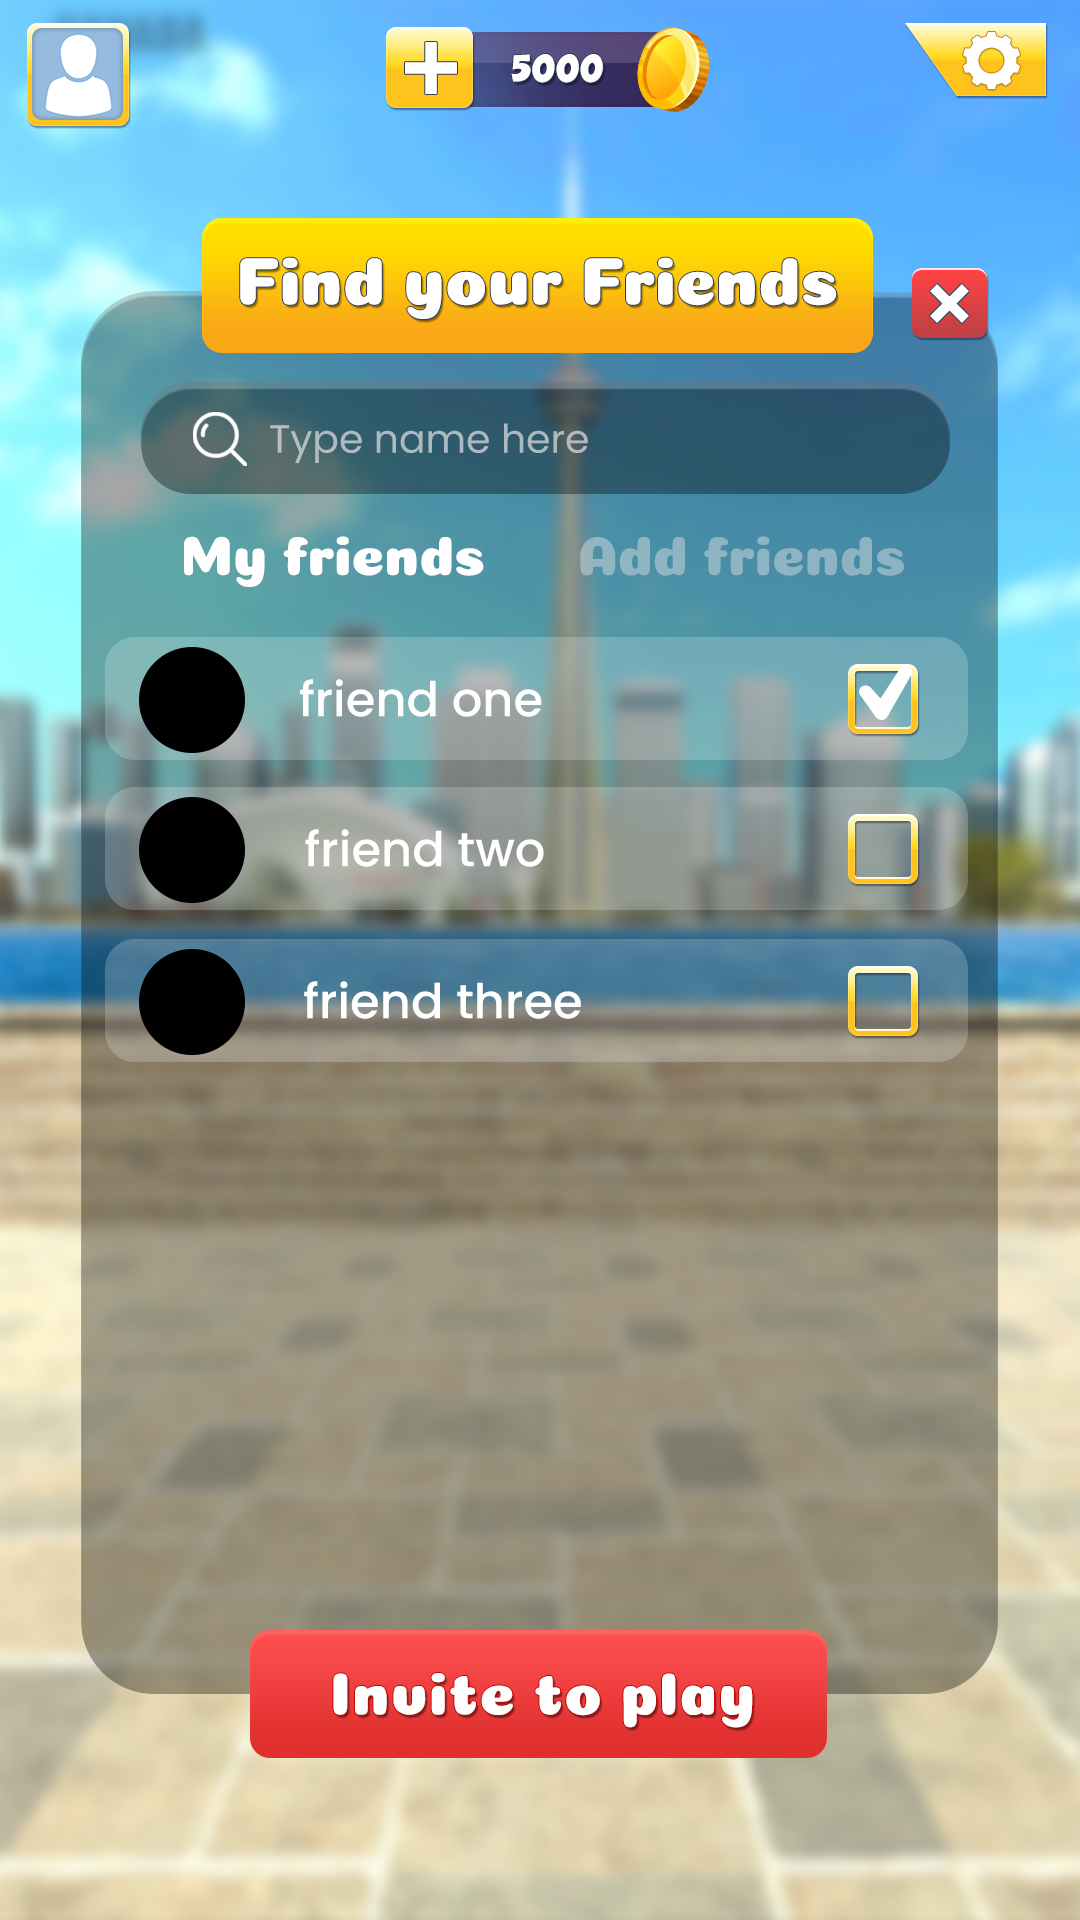 5000
Find your Friends
Type name here
My friends
Add friends
friend one
friend two
friend three
Invite to play